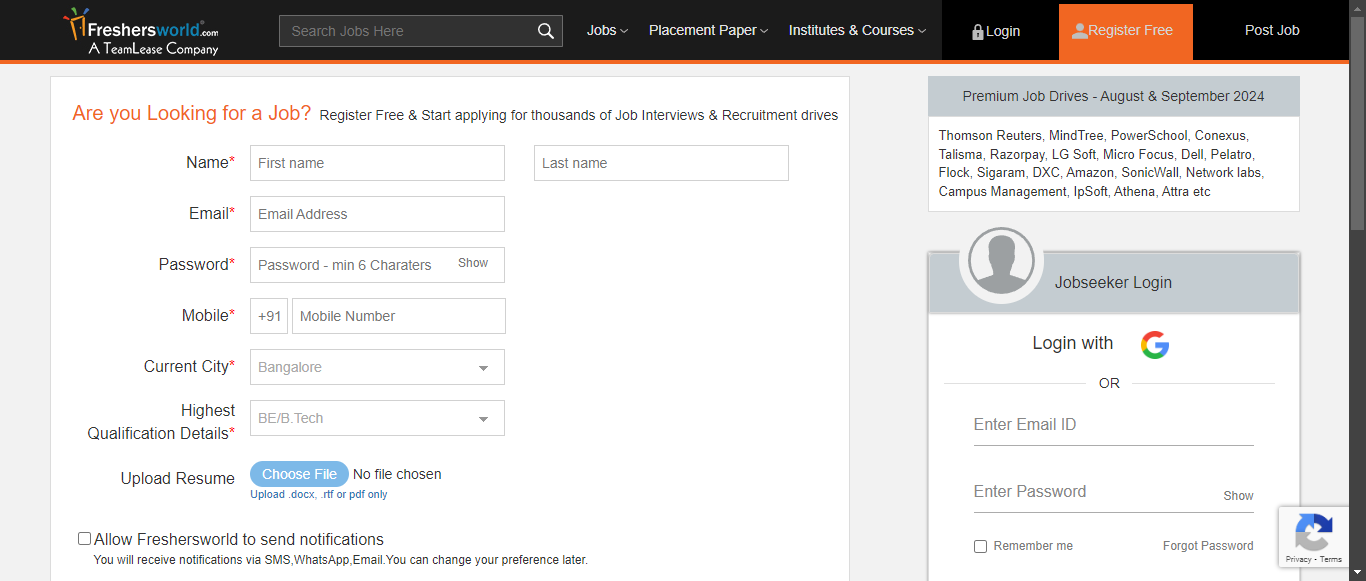 Freshersworld.com
A TeamLease Company
Search Jobs Here
Jobs
Placement Paper
Institutes & Courses
Login
Register Free
Post Job
Are you Looking for a Job? Register Free & Start applying for thousands of Job Interviews & Recruitment drives
Name* First name Last name
Email* Email Address
Password* Password - min 6 Charaters Show
Mobile* +91 Mobile Number
Current City* Bangalore
Highest
Qualification Details* BE/B.Tech
Upload Resume Choose File No file chosen
Upload .docx, .rtf or pdf only
Allow Freshersworld to send notifications
You will receive notifications via SMS,WhatsApp,Email.You can change your preference later.
Premium Job Drives - August & September 2024
Thomson Reuters, MindTree, PowerSchool, Conexus,
Talisma, Razorpay, LG Soft, Micro Focus, Dell, Pelatro,
Flock, Sigaram, DXC, Amazon, SonicWall, Network labs,
Campus Management, IpSoft, Athena, Attra etc
Jobseeker Login
Login with
OR
Enter Email ID
Enter Password Show
Remember me Forgot Password
Privacy - Terms